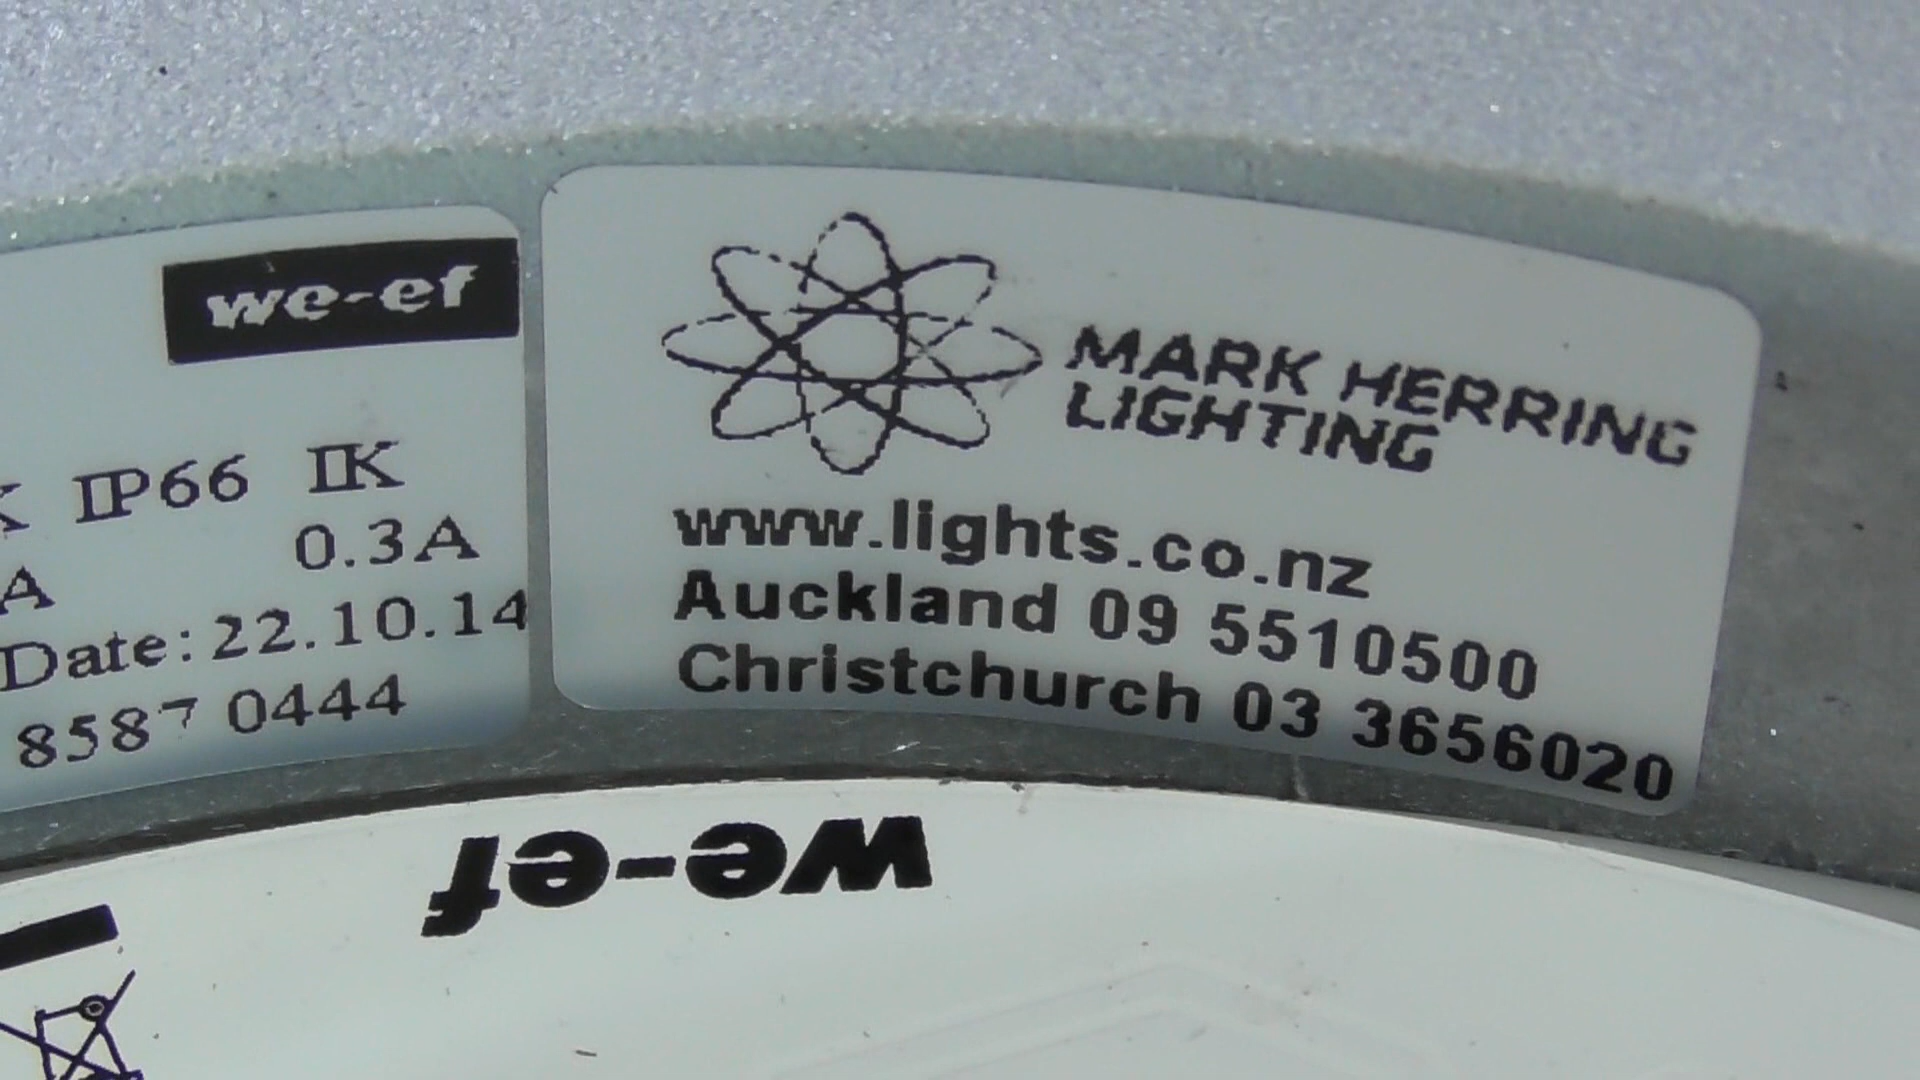 we-ef
IP66 IK
0.3A
A
Date:22.10.14
8587 0444
MARK HERRING
LIGHTING
www.lights.co.nz
Auckland 09 5510500
Christchurch 03 3656020
we-ef